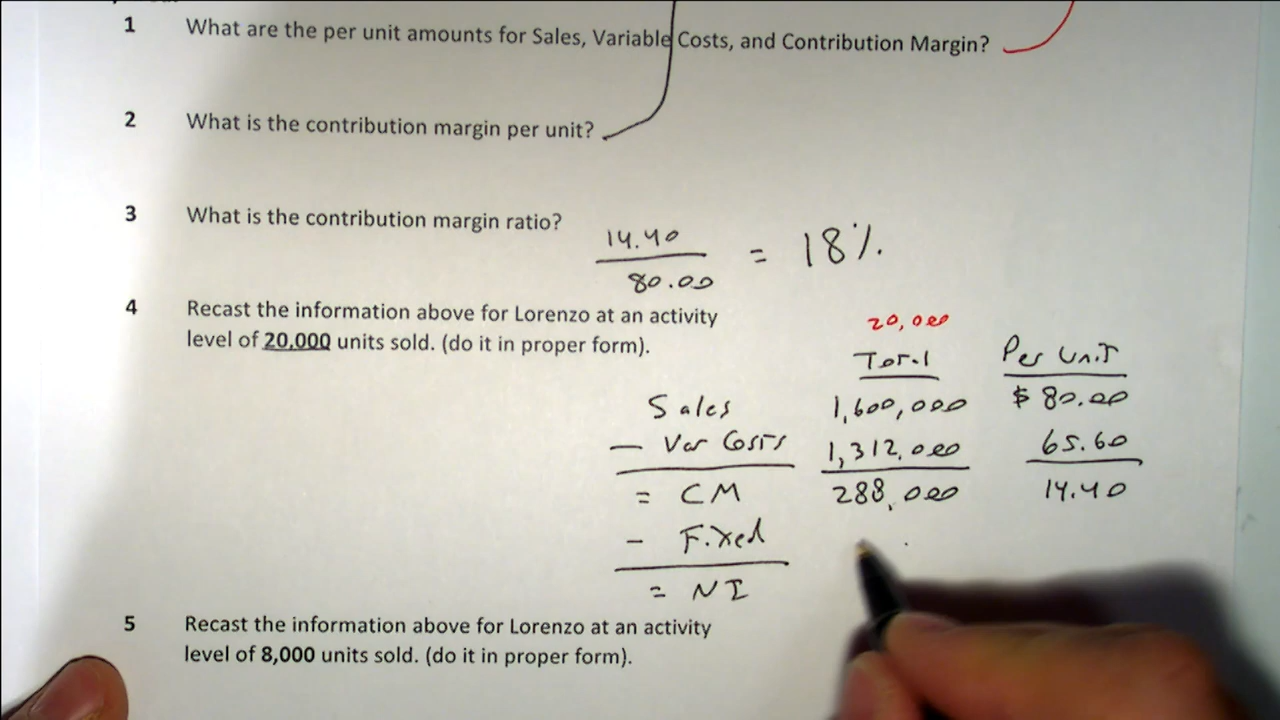 1 What are the per unit amounts for Sales, Variable Costs, and Contribution Margin?
2 What is the contribution margin per unit?
3 What is the contribution margin ratio?
14.40
80.00
= 18%
4 Recast the information above for Lorenzo at an activity
level of 20,000 units sold. (do it in proper form).
20,000
Total Per Unit
Sales 1,600,000 $ 80.00
— Var Costs 1,312,000 65.60
= CM 288,000 14.40
- Fixed
= NI
5 Recast the information above for Lorenzo at an activity
level of 8,000 units sold. (do it in proper form).